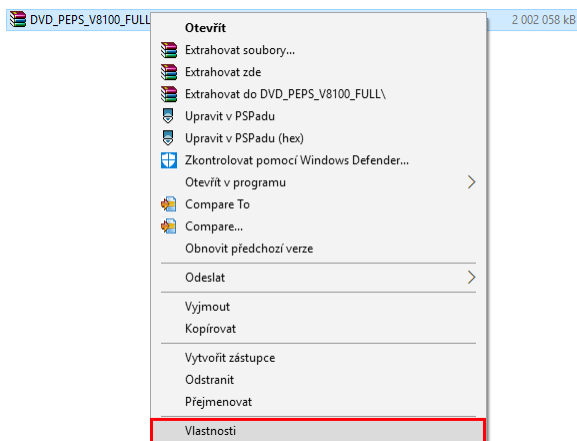 DVD_PEPS_V8100_FULL 2 002 058 kB
Otevřít
Extrahovat soubory...
Extrahovat zde
Extrahovat do DVD_PEPS_V8100_FULL\
Upravit v PSPadu
Upravit v PSPadu (hex)
Zkontrolovat pomocí Windows Defender...
Otevřít v programu
Compare To
Compare...
Obnovit předchozí verze
Odeslat
Vyjmout
Kopírovat
Vytvořit zástupce
Odstranit
Přejmenovat
Vlastnosti